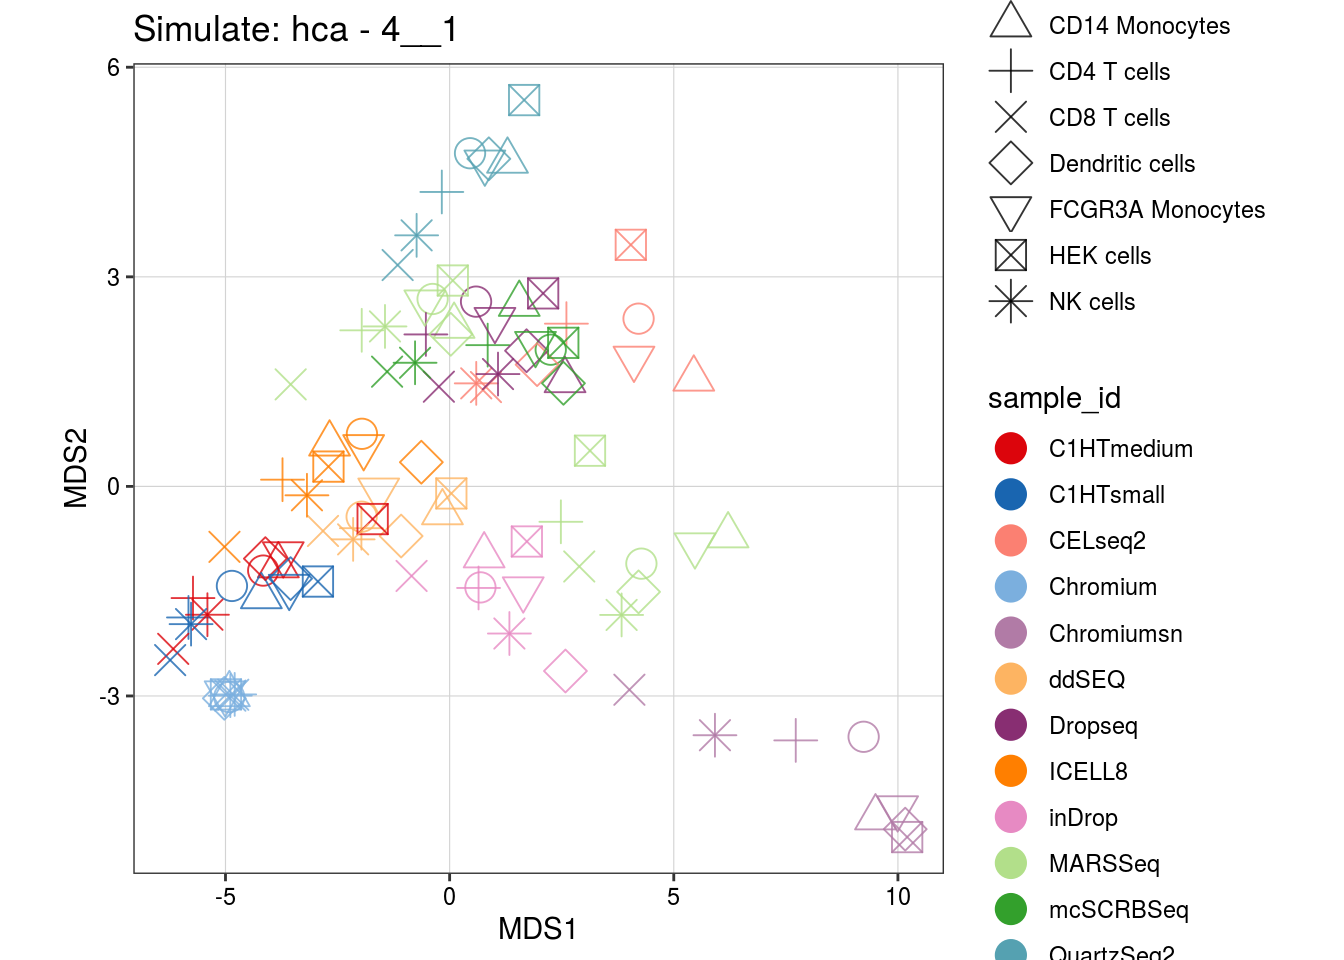 Simulate: hca - 4__1
6
3
0
-3
MDS2
-5
0
5
10
MDS1
CD14 Monocytes
CD4 T cells
CD8 T cells
Dendritic cells
FCGR3A Monocytes
HEK cells
NK cells
sample_id
C1HTmedium
C1HTsmall
CELseq2
Chromium
Chromiumsn
ddSEQ
Dropseq
ICELL8
inDrop
MARSSeq
mcSCRBSeq
QuartzSeq2